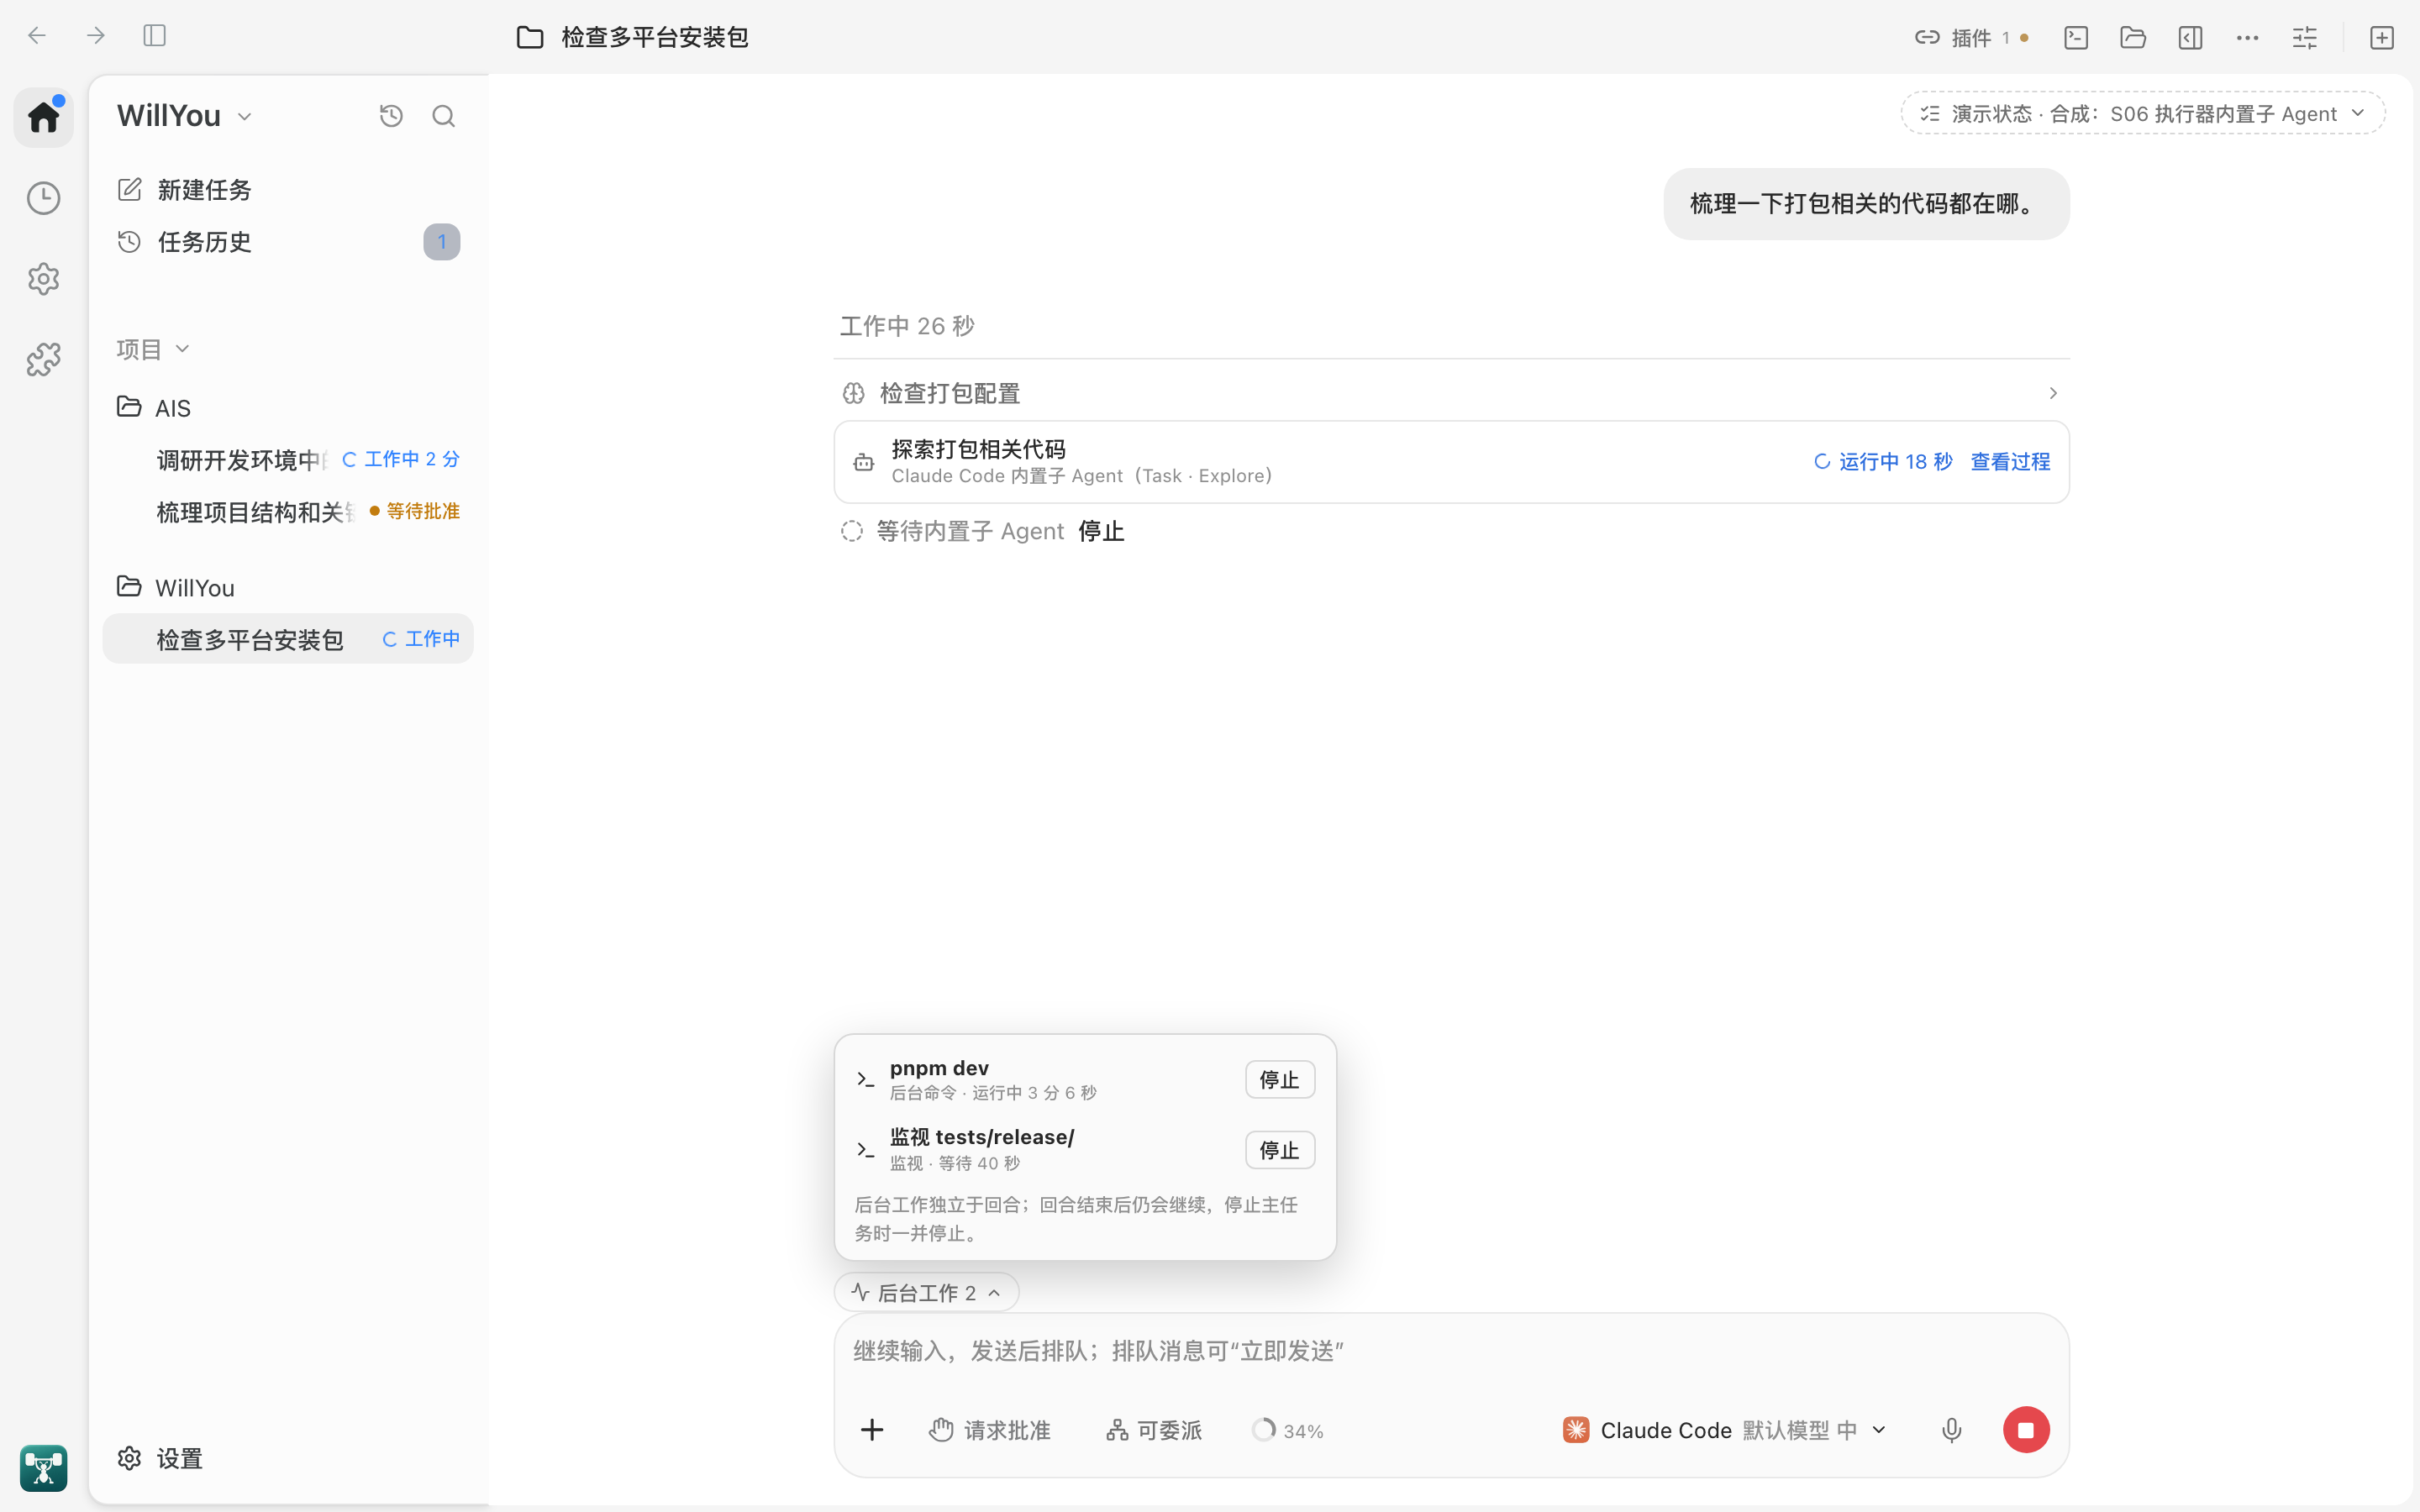 检查多平台安装包
插件 1
WillYou
演示状态 · 合成：S06 执行器内置子 Agent
新建任务
任务历史 1
项目
AIS
调研开发环境中 工作中 2 分
梳理项目结构和关 等待批准
WillYou
检查多平台安装包 工作中
设置
梳理一下打包相关的代码都在哪。
工作中 26 秒
检查打包配置
探索打包相关代码
Claude Code 内置子 Agent（Task · Explore）
运行中 18 秒 查看过程
等待内置子 Agent 停止
pnpm dev
后台命令 · 运行中 3 分 6 秒
停止
监视 tests/release/
监视 · 等待 40 秒
停止
后台工作独立于回合；回合结束后仍会继续，停止主任
务时一并停止。
后台工作 2
继续输入，发送后排队；排队消息可“立即发送”
请求批准 可委派 34% Claude Code 默认模型 中